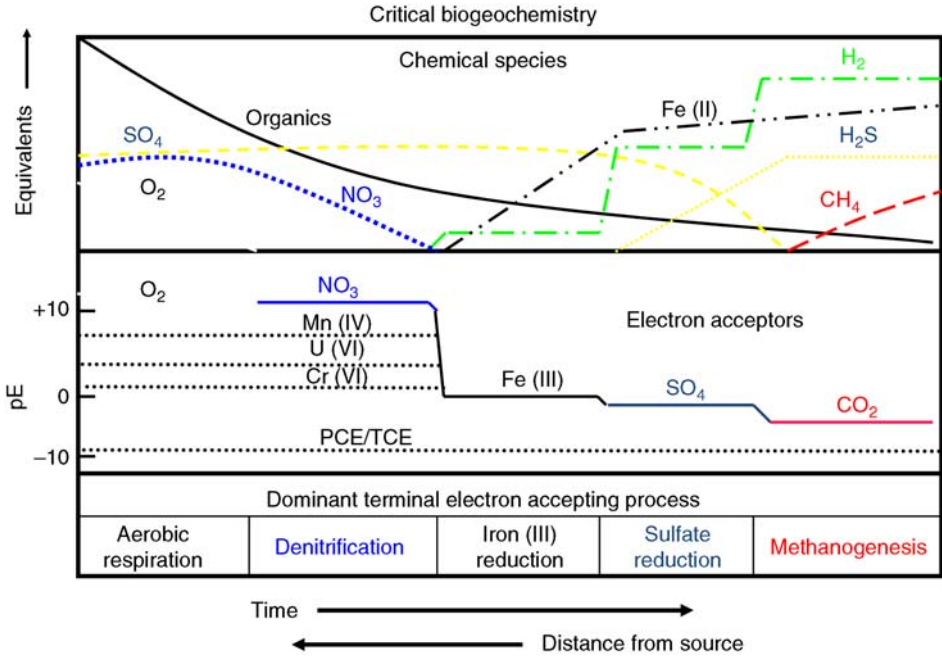 Critical biogeochemistry
Chemical species
H₂
Equivalents
Organics
Fe (II)
SO₄
H₂S
O₂
NO₃
CH₄
O₂
NO₃
+10
Mn (IV)
Electron acceptors
U (VI)
Cr (VI)
pE
0
Fe (III)
SO₄
CO₂
PCE/TCE
−10
Dominant terminal electron accepting process
Aerobic
respiration
Denitrification
Iron (III)
reduction
Sulfate
reduction
Methanogenesis
Time
Distance from source